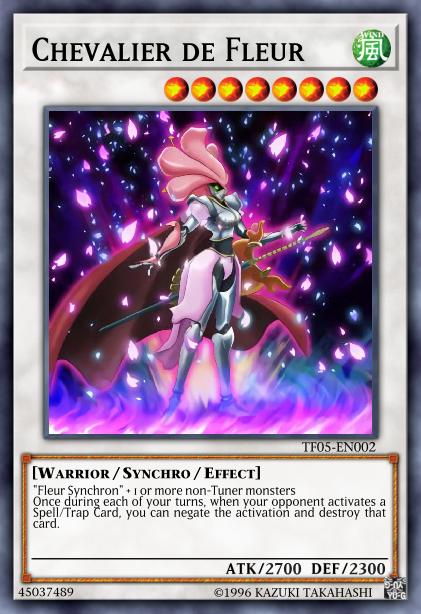 CHEVALIER DE FLEUR
WIND
風
TF05-EN002
[WARRIOR / SYNCHRO / EFFECT]
"Fleur Synchron" + 1 or more non-Tuner monsters
Once during each of your turns, when your opponent activates a
Spell/Trap Card, you can negate the activation and destroy that
card.
ATK/2700 DEF/2300
45037489
©1996 KAZUKI TAKAHASHI